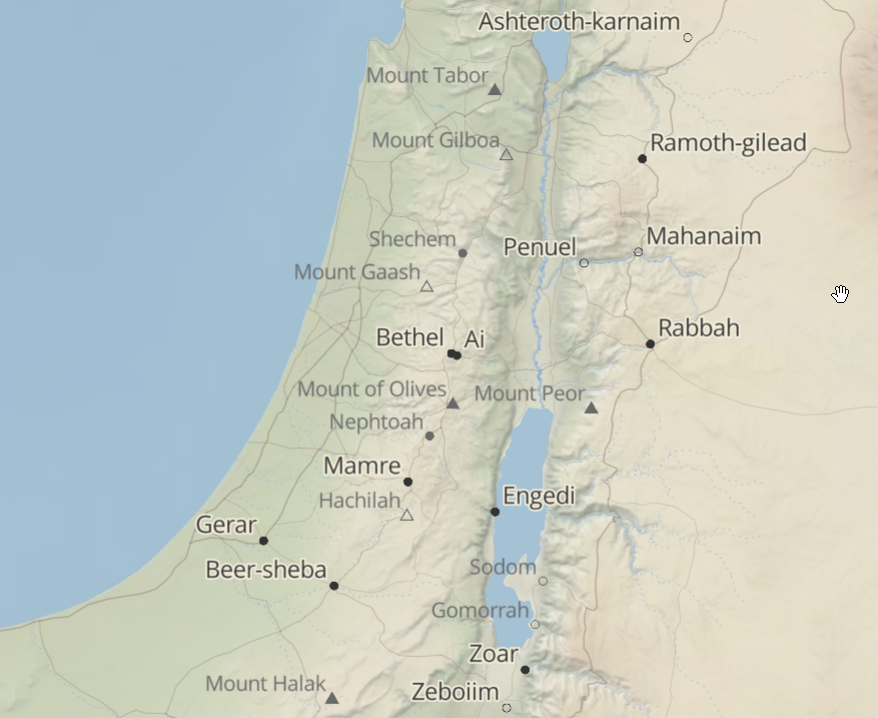 Ashteroth-karnaim
Mount Tabor
Mount Gilboa
Ramoth-gilead
Shechem
Penuel
Mahanaim
Mount Gaash
Bethel
Ai
Rabbah
Mount of Olives
Mount Peor
Nephtoah
Mamre
Hachilah
Engedi
Gerar
Beer-sheba
Sodom
Gomorrah
Zoar
Mount Halak
Zeboiim